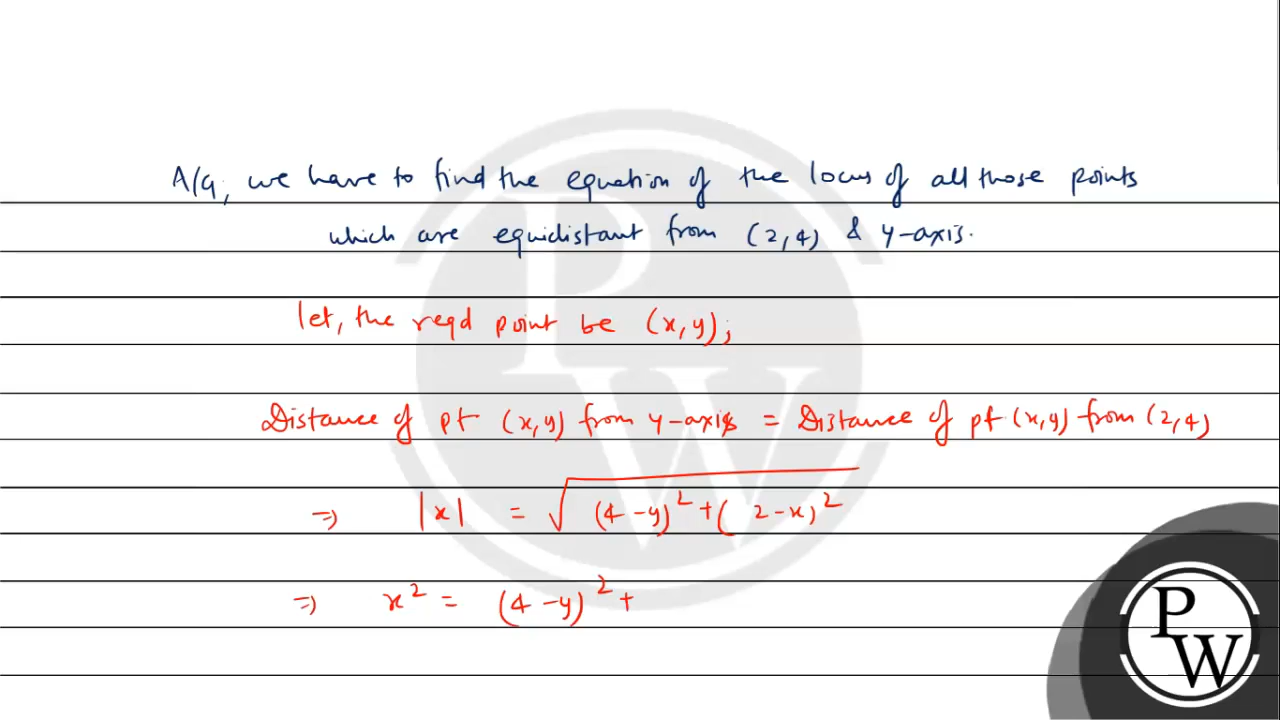 A/q, we have to find the equation of the locus of all those points
which are equidistant from (2,4) & y-axis.
let, the reqd point be (x,y);
Distance of pt (x,y) from y-axis = Distance of pt (x,y) from (2,4)
⇒ |x| = √((4-y)²+(2-x)²
⇒ x² = (4-y)²+
P
W
P
W